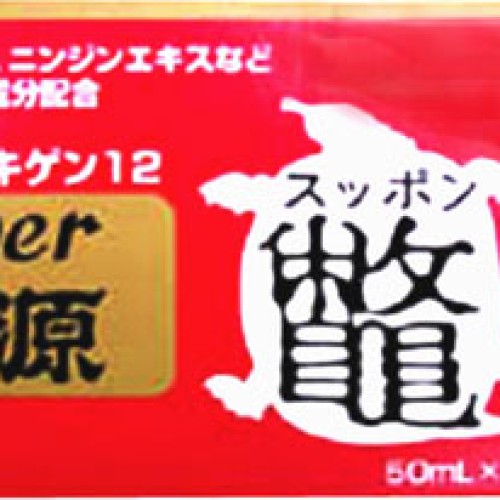 ニンジンエキスなど
分配合
キゲン12
er
源
スッポン
鼈
50mL×